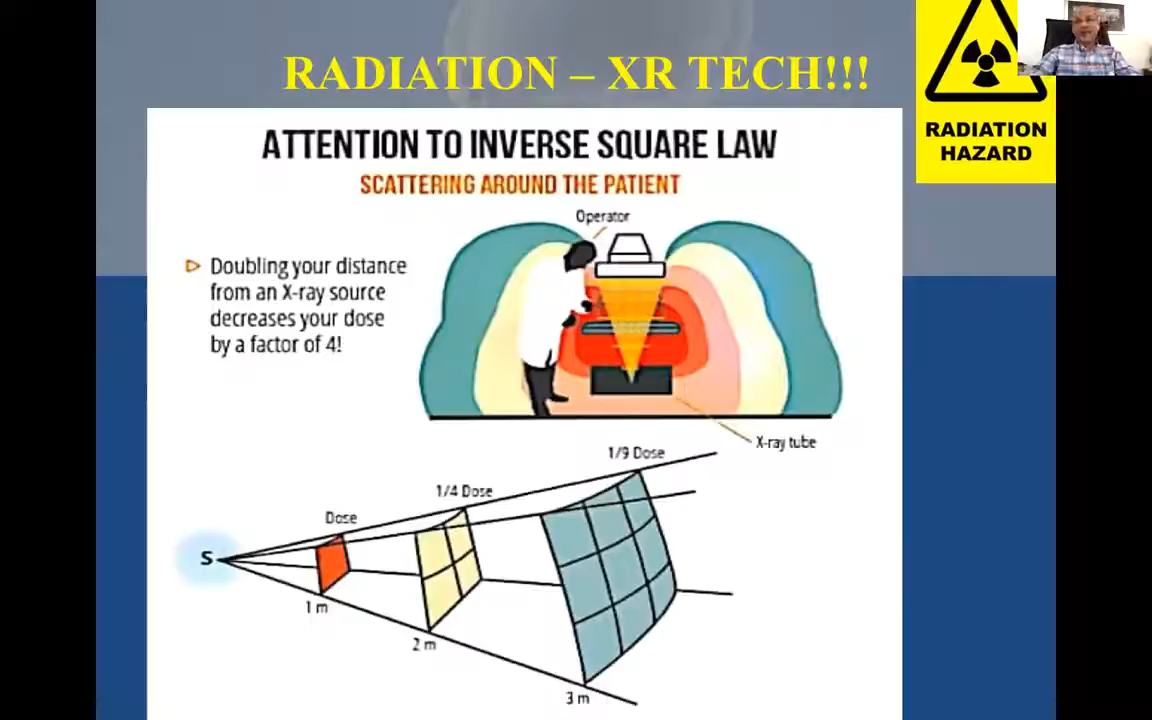 RADIATION – XR TECH!!!
RADIATION
HAZARD
ATTENTION TO INVERSE SQUARE LAW
SCATTERING AROUND THE PATIENT
Operator
Doubling your distance
from an X-ray source
decreases your dose
by a factor of 4!
X-ray tube
1/9 Dose
1/4 Dose
Dose
S
1 m
2 m
3 m